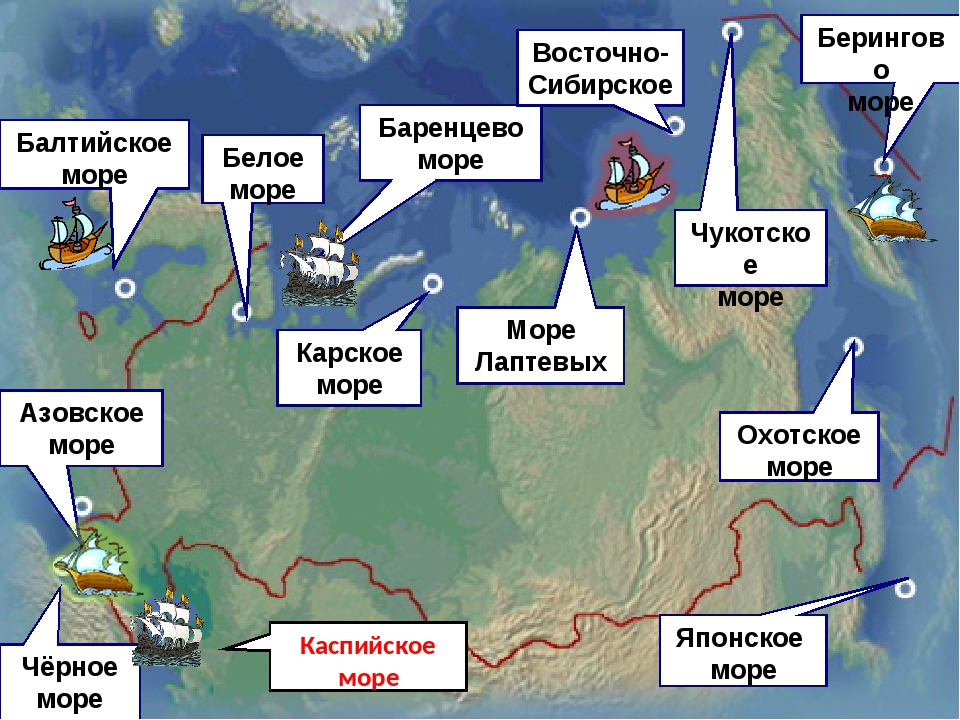 Берингов
о
море
Восточно-
Сибирское
Баренцево
море
Балтийское
море
Белое
море
Чукотско
е
море
Море
Лаптевых
Карское
море
Азовское
море
Охотское
море
Японское
море
Каспийское
море
Чёрное
море